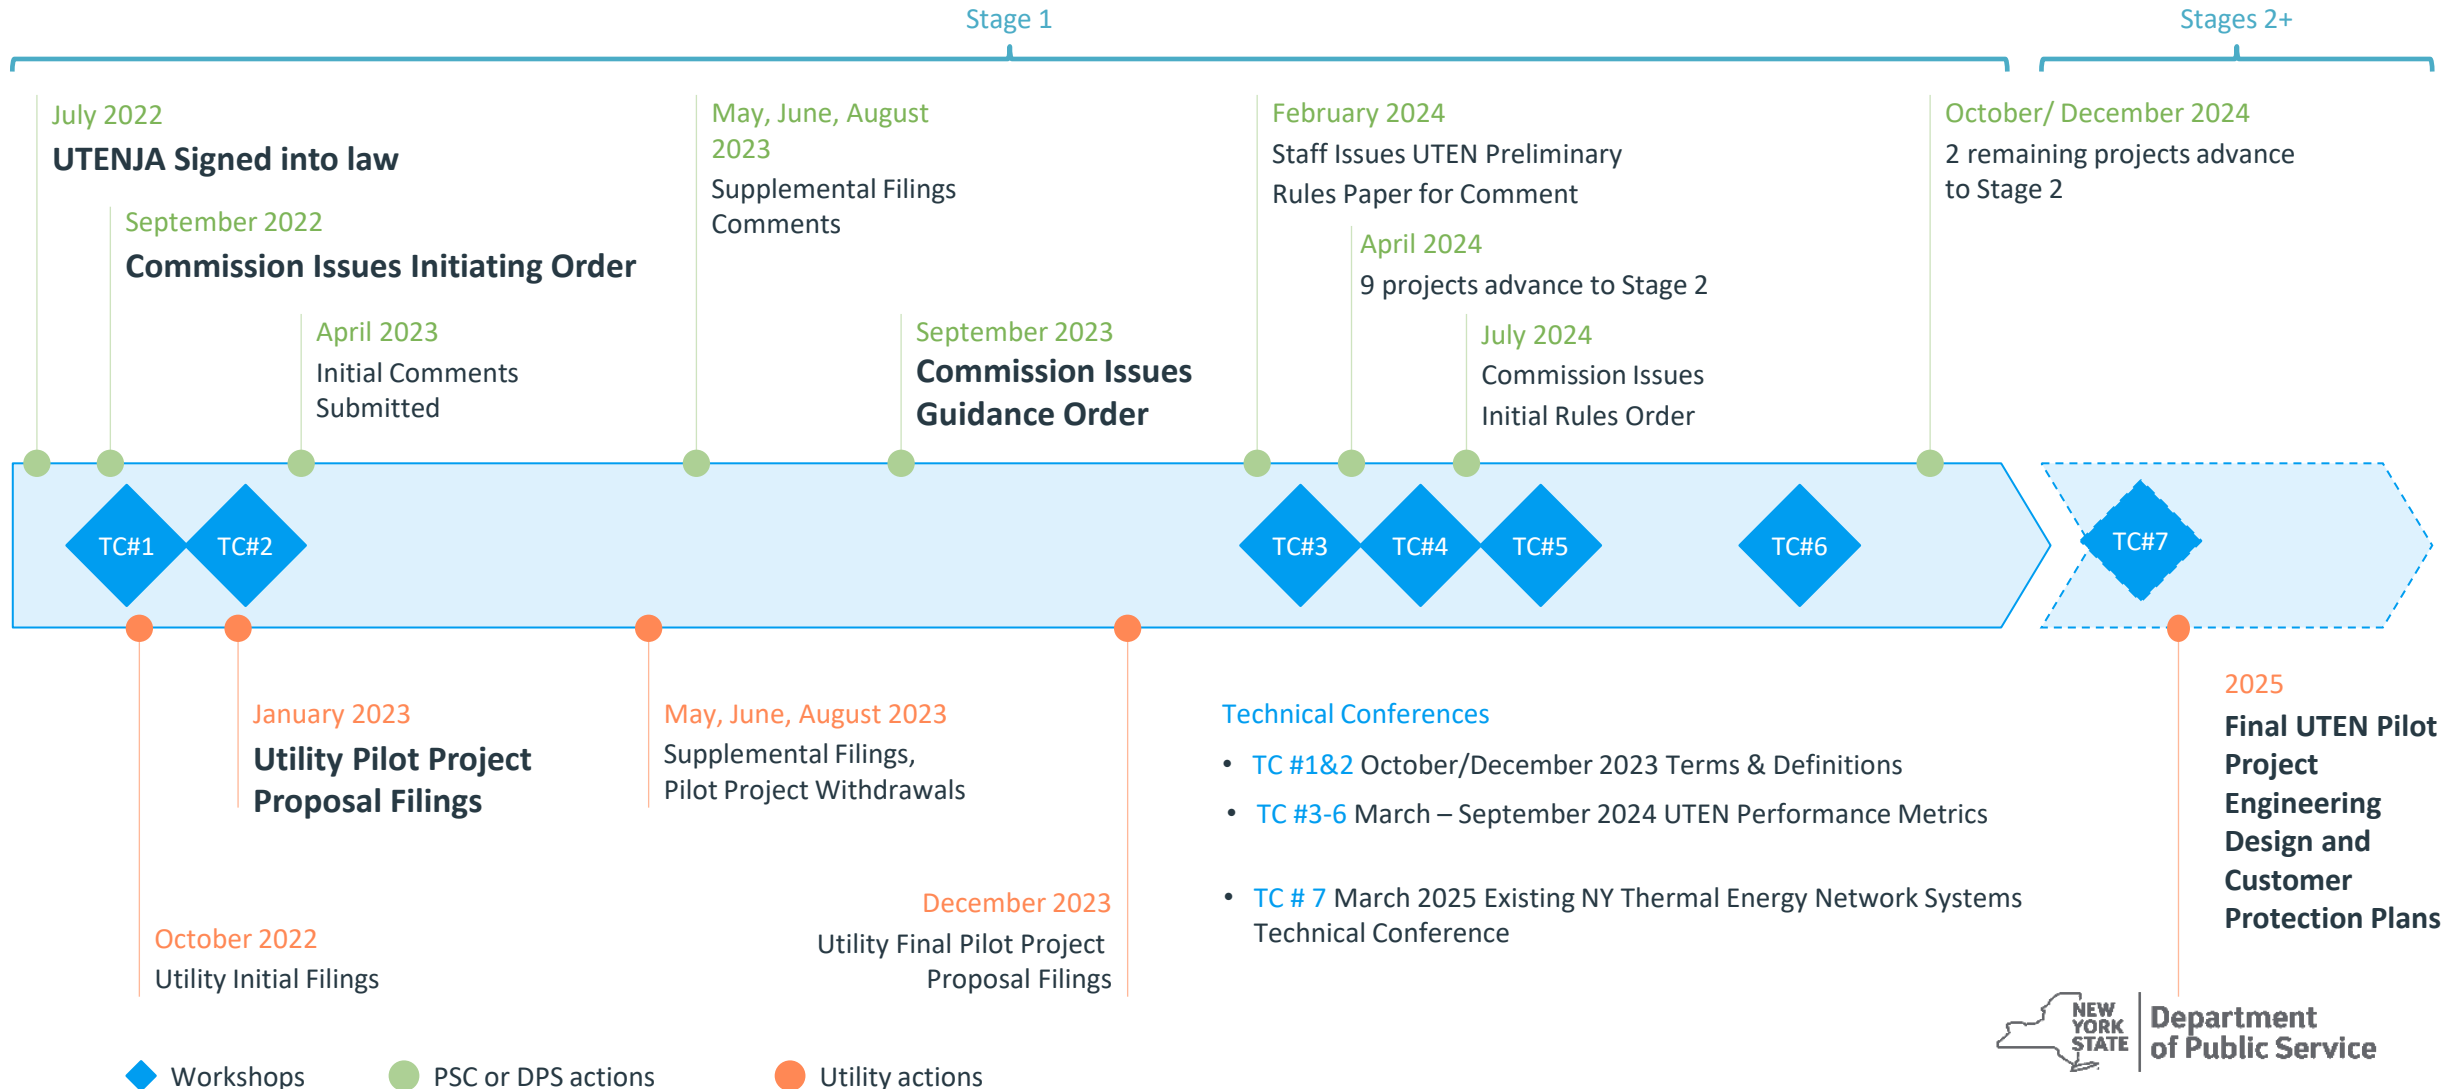 Stage 1
Stages 2+
July 2022
UTENJA Signed into law
September 2022
Commission Issues Initiating Order
April 2023
Initial Comments
Submitted
May, June, August
2023
Supplemental Filings
Comments
September 2023
Commission Issues
Guidance Order
February 2024
Staff Issues UTEN Preliminary
Rules Paper for Comment
April 2024
9 projects advance to Stage 2
July 2024
Commission Issues
Initial Rules Order
October/ December 2024
2 remaining projects advance
to Stage 2
TC#1
TC#2
TC#3
TC#4
TC#5
TC#6
TC#7
October 2022
Utility Initial Filings
January 2023
Utility Pilot Project
Proposal Filings
May, June, August 2023
Supplemental Filings,
Pilot Project Withdrawals
December 2023
Utility Final Pilot Project
Proposal Filings
Technical Conferences
• TC #1&2 October/December 2023 Terms & Definitions
• TC #3-6 March – September 2024 UTEN Performance Metrics
• TC # 7 March 2025 Existing NY Thermal Energy Network Systems
Technical Conference
2025
Final UTEN Pilot
Project
Engineering
Design and
Customer
Protection Plans
Workshops
PSC or DPS actions
Utility actions
NEW
YORK
STATE
Department
of Public Service